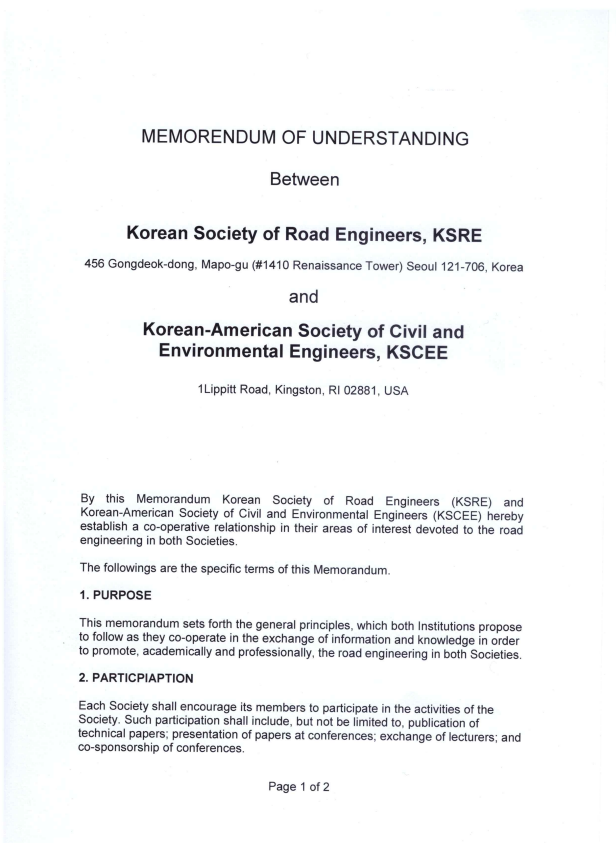 MEMORENDUM OF UNDERSTANDING
Between
Korean Society of Road Engineers, KSRE
456 Gongdeok-dong, Mapo-gu (#1410 Renaissance Tower) Seoul 121-706, Korea
and
Korean-American Society of Civil and
Environmental Engineers, KSCEE
1Lippitt Road, Kingston, RI 02881, USA
By this Memorandum Korean Society of Road Engineers (KSRE) and
Korean-American Society of Civil and Environmental Engineers (KSCEE) hereby
establish a co-operative relationship in their areas of interest devoted to the road
engineering in both Societies.
The followings are the specific terms of this Memorandum.
1. PURPOSE
This memorandum sets forth the general principles, which both Institutions propose
to follow as they co-operate in the exchange of information and knowledge in order
to promote, academically and professionally, the road engineering in both Societies.
2. PARTICPIAPTION
Each Society shall encourage its members to participate in the activities of the
Society. Such participation shall include, but not be limited to, publication of
technical papers; presentation of papers at conferences; exchange of lecturers; and
co-sponsorship of conferences.
Page 1 of 2